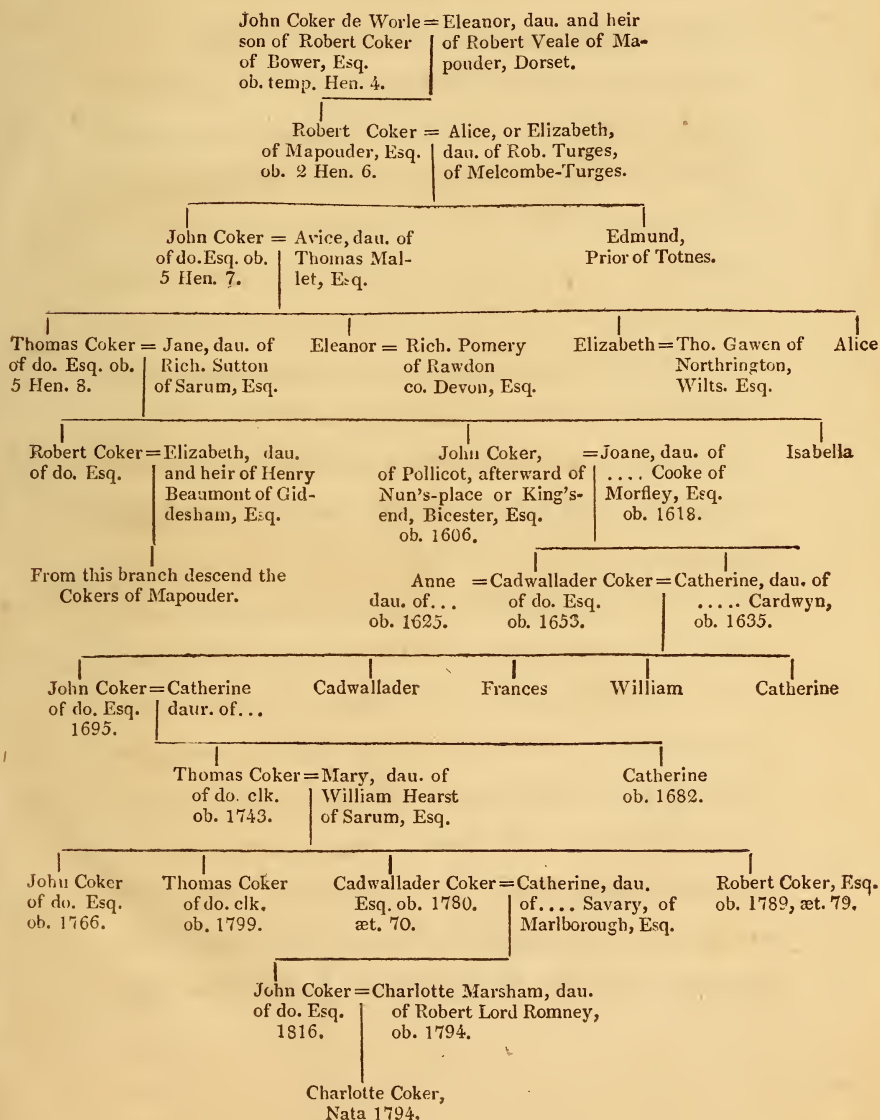 John Coker de Worle = Eleanor, dau. and heir
son of Robert Coker of Robert Veale of Ma-
of Bower, Esq. pouder, Dorset.
ob. temp. Hen. 4.
Robert Coker = Alice, or Elizabeth,
of Mapouder, Esq. dau. of Rob. Turges,
ob. 2 Hen. 6. of Melcombe-Turges.
John Coker = Avice, dau. of Edmund,
of do. Esq. ob. Thomas Mal- Prior of Totnes.
5 Hen. 7. let, Esq.
Thomas Coker = Jane, dau. of Eleanor = Rich. Pomery Elizabeth = Tho. Gawen of Alice
of do. Esq. ob. Rich. Sutton of Rawdon Northrington,
5 Hen. 8. of Sarum, Esq. co. Devon, Esq. Wilts. Esq.
Robert Coker = Elizabeth, dau. John Coker, = Joane, dau. of Isabella
of do. Esq. and heir of Henry of Pollicot, afterward of .... Cooke of
Beaumont of Gid- Nun's-place or King's- Morfley, Esq.
desham, Esq. end, Bicester, Esq. ob. 1618.
ob. 1606.
From this branch descend the
Cokers of Mapouder.
Anne = Cadwallader Coker = Catherine, dau. of
dau. of... of do. Esq. ..... Cardwyn,
ob. 1625. ob. 1653. ob. 1635.
John Coker = Catherine Cadwallader Frances William Catherine
of do. Esq. daur. of...
1695.
Thomas Coker = Mary, dau. of Catherine
of do. clk. William Hearst ob. 1682.
ob. 1743. of Sarum, Esq.
John Coker Thomas Coker Cadwallader Coker = Catherine, dau. Robert Coker, Esq.
of do. Esq. of do. clk. Esq. ob. 1780. of.... Savary, of ob. 1789, æt. 79.
ob. 1766. ob. 1799. æt. 70. Marlborough, Esq.
John Coker = Charlotte Marsham, dau.
of do. Esq. of Robert Lord Romney,
1816. ob. 1794.
Charlotte Coker,
Nata 1794.